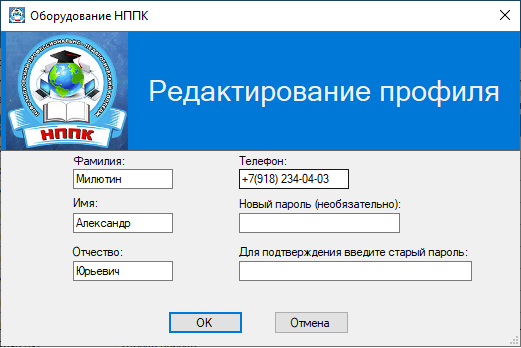 Оборудование НППК
НППК
Редактирование профиля
Фамилия:
Милютин
Имя:
Александр
Отчество:
Юрьевич
Телефон:
+7(918) 234-04-03
Новый пароль (необязательно):
Для подтверждения введите старый пароль:
OK
Отмена